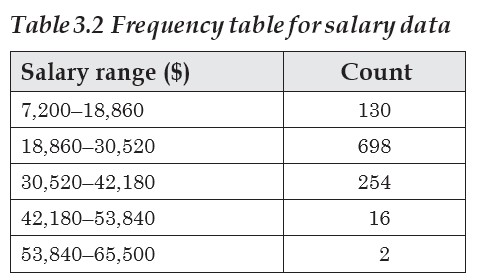 Table 3.2 Frequency table for salary data
Salary range ($) Count
7,200–18,860 130
18,860–30,520 698
30,520–42,180 254
42,180–53,840 16
53,840–65,500 2